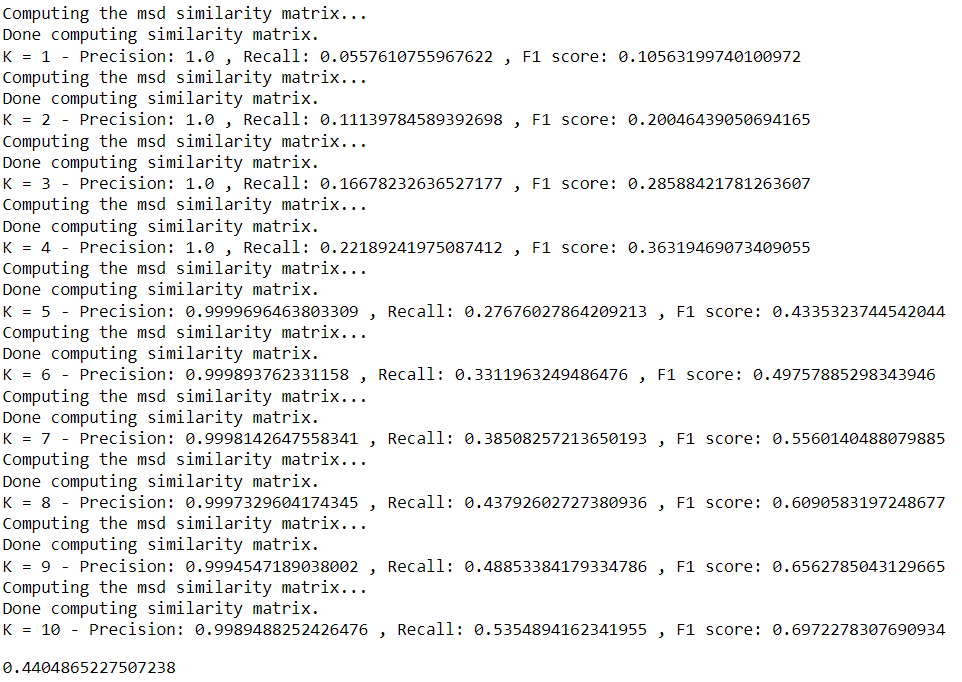 Computing the msd similarity matrix...
Done computing similarity matrix.
K = 1 - Precision: 1.0 , Recall: 0.0557610755967622 , F1 score: 0.10563199740100972
Computing the msd similarity matrix...
Done computing similarity matrix.
K = 2 - Precision: 1.0 , Recall: 0.11139784589392698 , F1 score: 0.20046439050694165
Computing the msd similarity matrix...
Done computing similarity matrix.
K = 3 - Precision: 1.0 , Recall: 0.16678232636527177 , F1 score: 0.28588421781263607
Computing the msd similarity matrix...
Done computing similarity matrix.
K = 4 - Precision: 1.0 , Recall: 0.22189241975087412 , F1 score: 0.36319469073409055
Computing the msd similarity matrix...
Done computing similarity matrix.
K = 5 - Precision: 0.9999696463803309 , Recall: 0.27676027864209213 , F1 score: 0.4335323744542044
Computing the msd similarity matrix...
Done computing similarity matrix.
K = 6 - Precision: 0.999893762331158 , Recall: 0.3311963249486476 , F1 score: 0.49757885298343946
Computing the msd similarity matrix...
Done computing similarity matrix.
K = 7 - Precision: 0.9998142647558341 , Recall: 0.38508257213650193 , F1 score: 0.5560140488079885
Computing the msd similarity matrix...
Done computing similarity matrix.
K = 8 - Precision: 0.9997329604174345 , Recall: 0.43792602727380936 , F1 score: 0.6090583197248677
Computing the msd similarity matrix...
Done computing similarity matrix.
K = 9 - Precision: 0.9994547189038002 , Recall: 0.48853384179334786 , F1 score: 0.6562785043129665
Computing the msd similarity matrix...
Done computing similarity matrix.
K = 10 - Precision: 0.9989488252426476 , Recall: 0.5354894162341955 , F1 score: 0.6972278307690934
0.4404865227507238